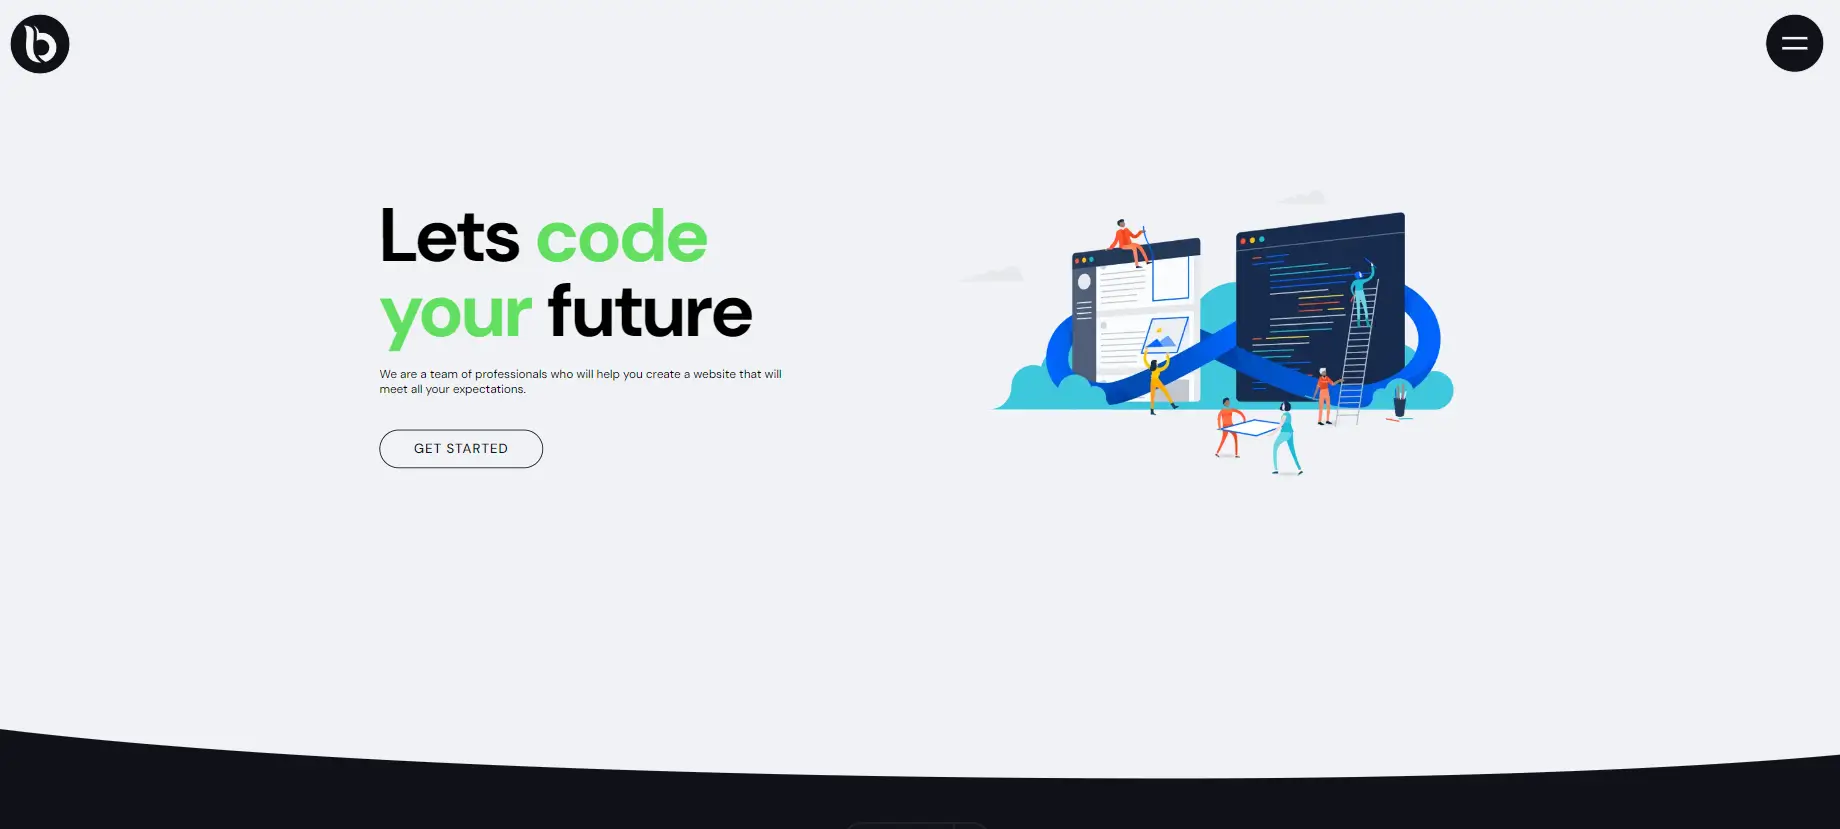 Lets code
your future
We are a team of professionals who will help you create a website that will
meet all your expectations.
GET STARTED